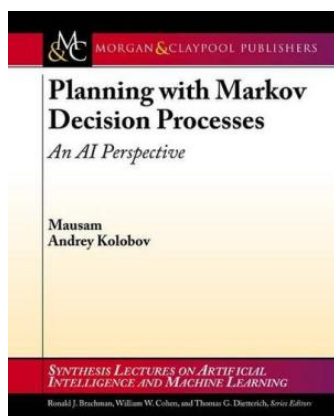 M&C MORGAN & CLAYPOOL PUBLISHERS
Planning with Markov
Decision Processes
An AI Perspective
Mausam
Andrey Kolobov
SYNTHESIS LECTURES ON ARTIFICIAL
INTELLIGENCE AND MACHINE LEARNING
Ronald J. Brachman, William W. Cohen, and Thomas G. Dietterich, Series Editors